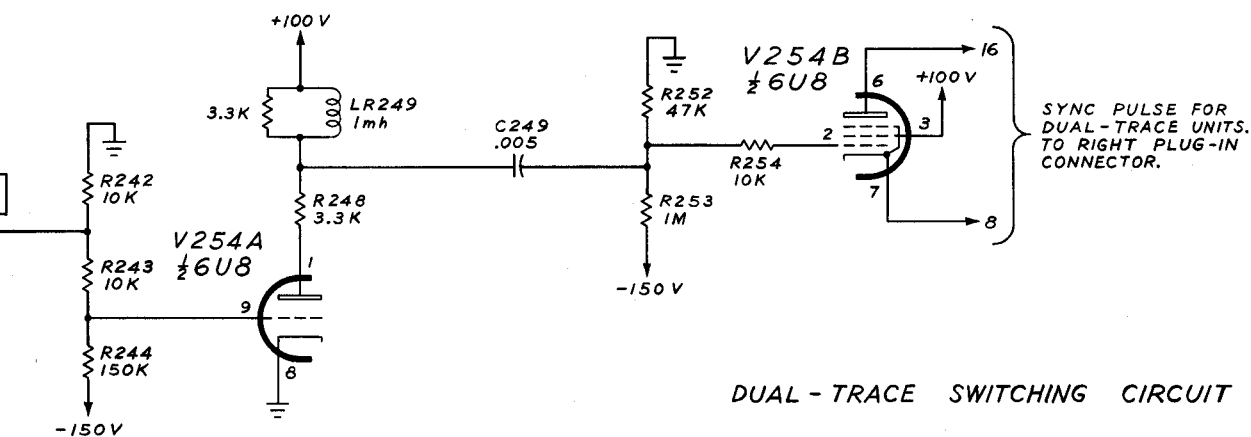 +100 V
3.3K
LR249
1mh
R242
10K
R243
10K
R244
150K
-150V
V254A
½6U8
9
1
8
R248
3.3K
C249
.005
R252
47K
R253
1M
-150 V
R254
10K
V254B
½6U8
2
6
3
7
+100V
16
8
SYNC PULSE FOR
DUAL-TRACE UNITS.
TO RIGHT PLUG-IN
CONNECTOR.
DUAL-TRACE SWITCHING CIRCUIT